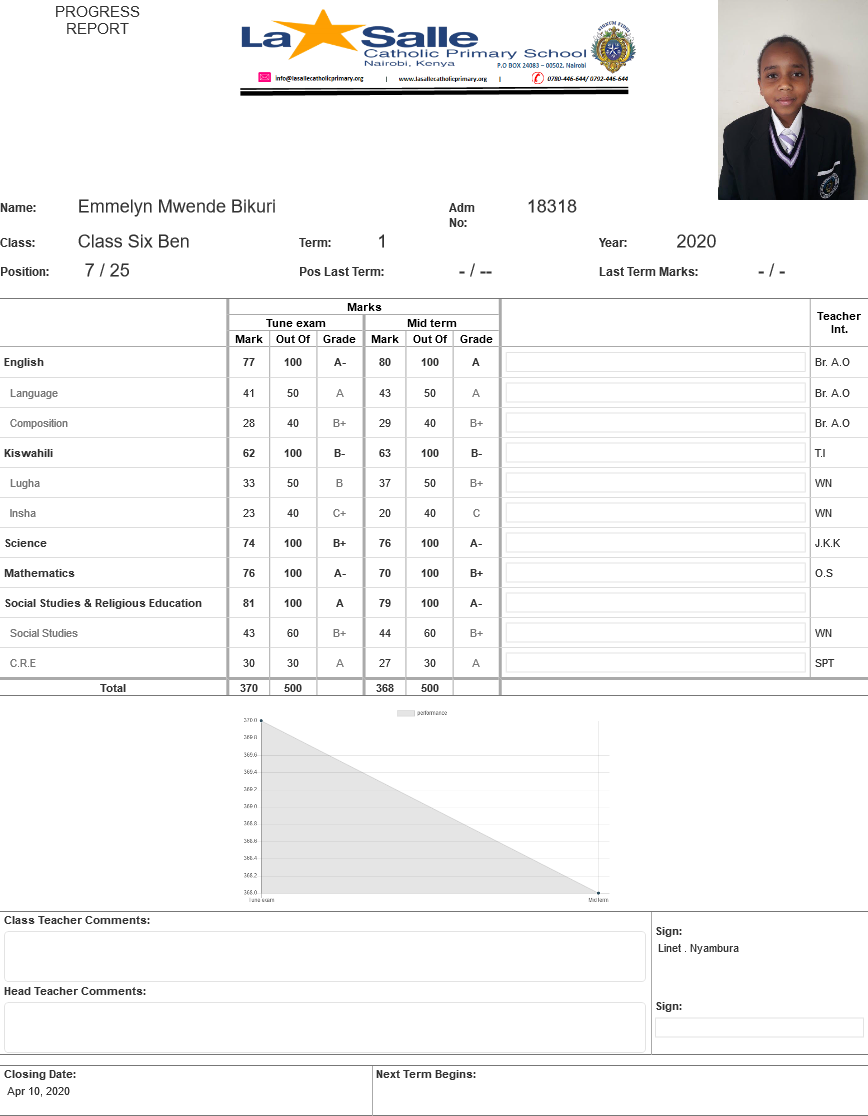 PROGRESS
REPORT
La Salle
Catholic Primary School
Nairobi, Kenya
P.O BOX 24083 – 00502, Nairobi
info@lasallecatholicprimary.org | www.lasallecatholicprimary.org | 0780-446-644/ 0792-446-644
Name: Emmelyn Mwende Bikuri Adm No: 18318
Class: Class Six Ben Term: 1 Year: 2020
Position: 7 / 25 Pos Last Term: - / -- Last Term Marks: - / -
Marks
Tune exam Mid term Teacher Int.
Mark Out Of Grade Mark Out Of Grade
English 77 100 A- 80 100 A Br. A.O
Language 41 50 A 43 50 A Br. A.O
Composition 28 40 B+ 29 40 B+ Br. A.O
Kiswahili 62 100 B- 63 100 B- T.I
Lugha 33 50 B 37 50 B+ WN
Insha 23 40 C+ 20 40 C WN
Science 74 100 B+ 76 100 A- J.K.K
Mathematics 76 100 A- 70 100 B+ O.S
Social Studies & Religious Education 81 100 A 79 100 A-
Social Studies 43 60 B+ 44 60 B+ WN
C.R.E 30 30 A 27 30 A SPT
Total 370 500 368 500
performance
370.0
369.8
369.6
369.4
369.2
369.0
368.8
368.6
368.4
368.2
368.0
Tune exam Mid term
Class Teacher Comments:
Sign:
Linet . Nyambura
Head Teacher Comments:
Sign:
Closing Date: Next Term Begins:
Apr 10, 2020